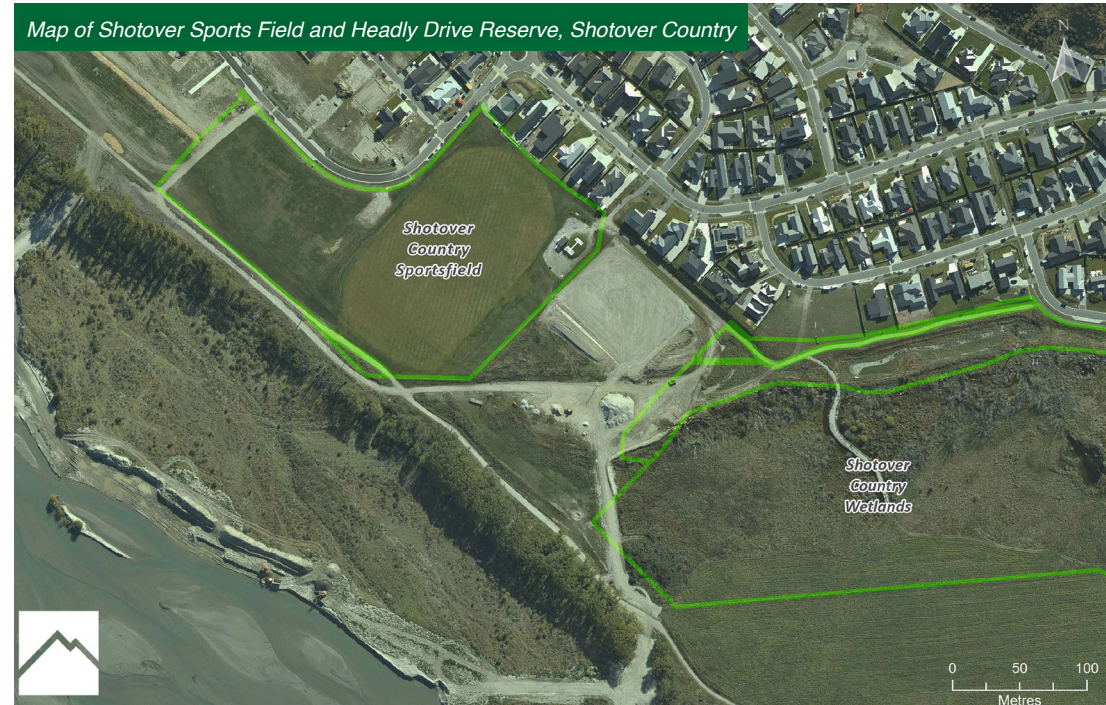 Map of Shotover Sports Field and Headly Drive Reserve, Shotover Country
N
Shotover
Country
Sportsfield
Shotover
Country
Wetlands
0 50 100
Metres